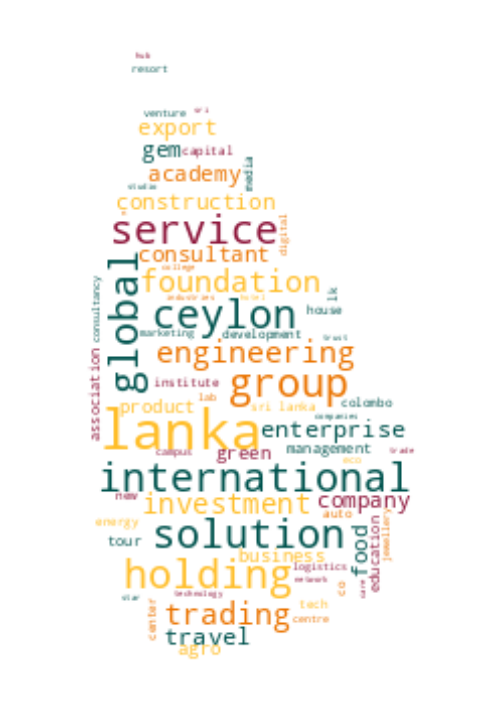 hub
resort
venture sri
export
gem capital
academy media
studio
construction
service
digital
consultant
college
foundation
industries hotel
global
consultancy
lk
ceylon house
marketing development trust
engineering
institute group
lab
association
product sri lanka colombo
companies
lanka enterprise
campus green management trade
eco
international
new investment company
energy auto
jewellery
solution
tour food education
business
logistics
holding network
co care
star technology
tech
center trading centre
travel
agro